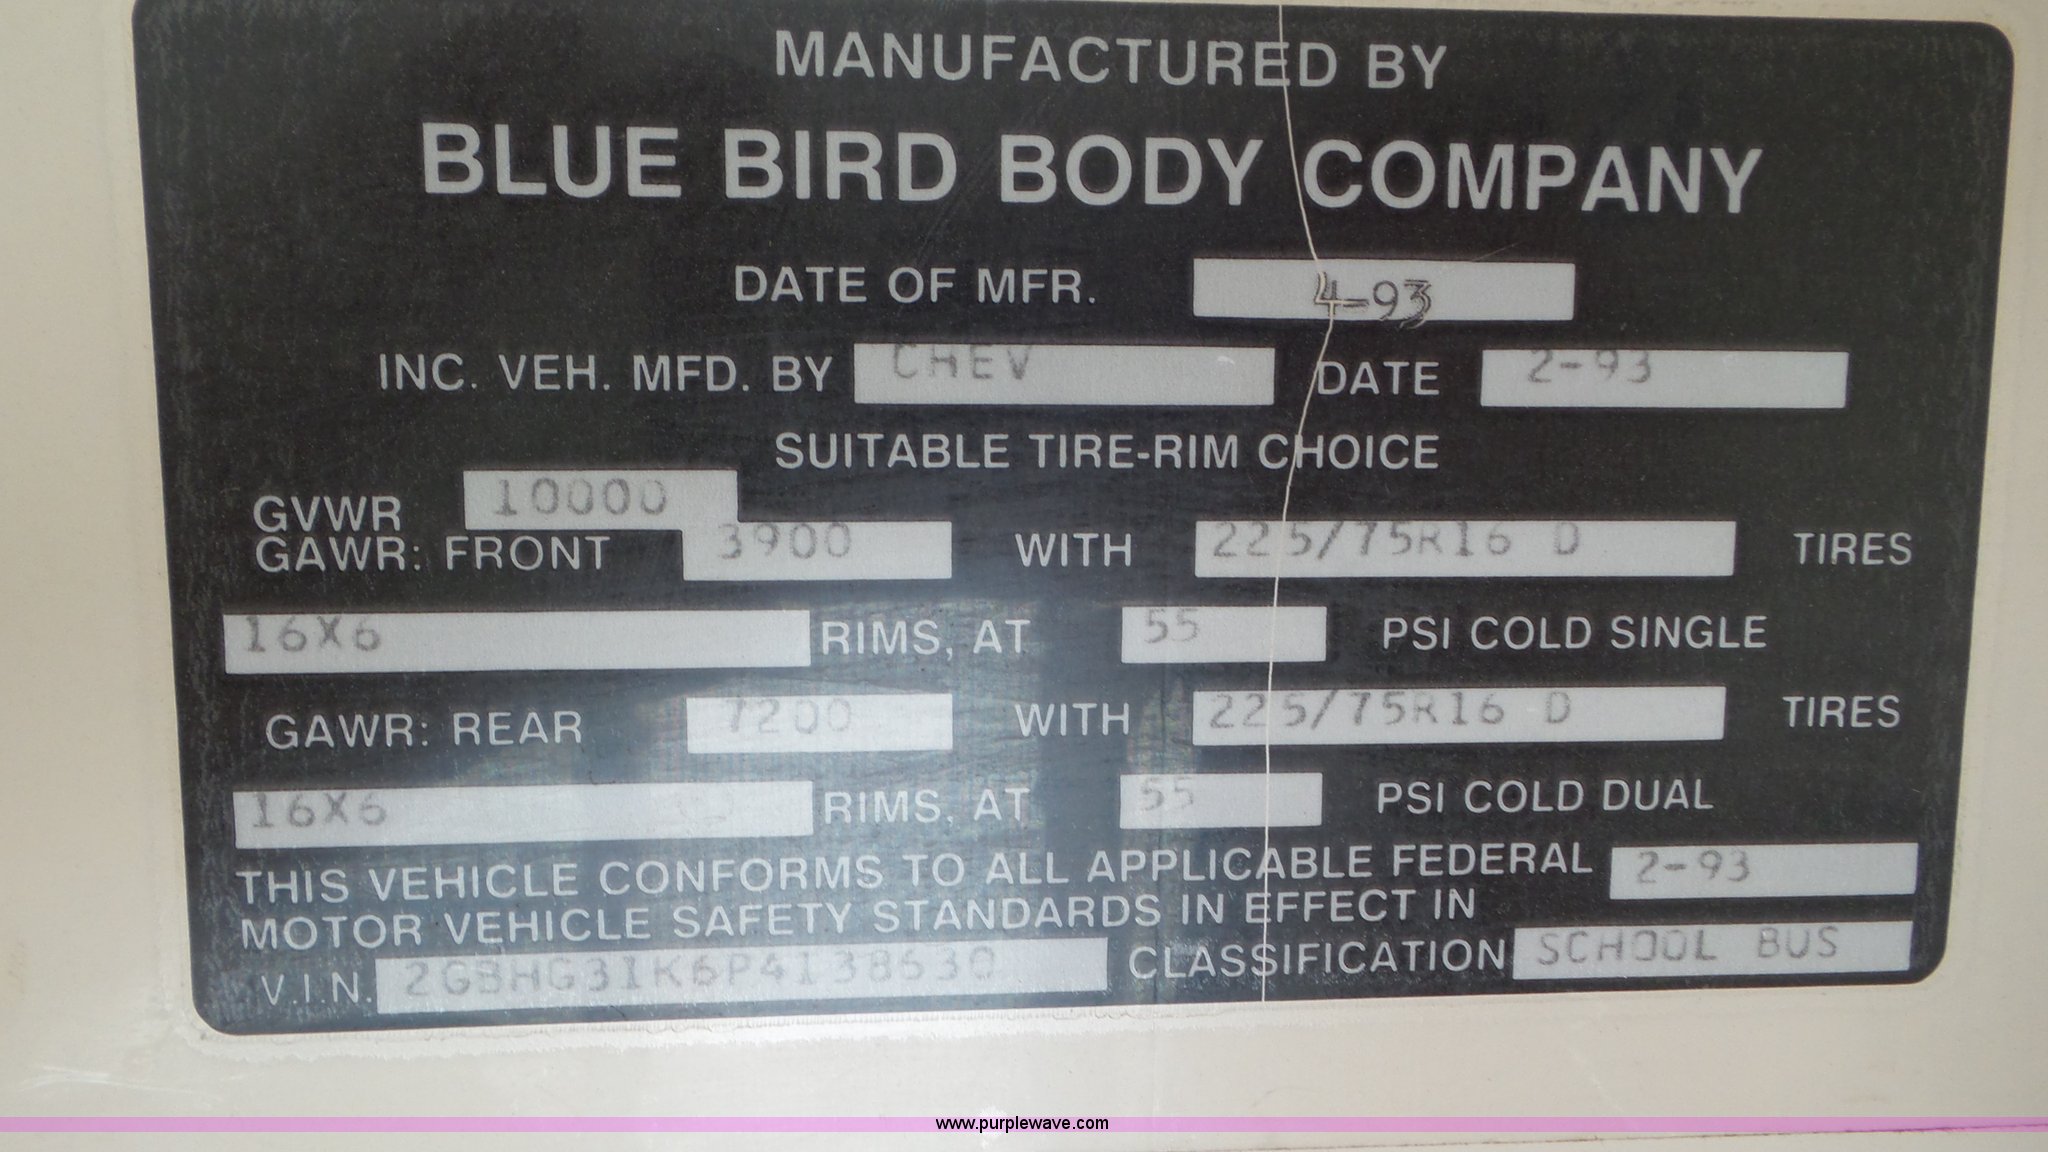 MANUFACTURED BY
BLUE BIRD BODY COMPANY
DATE OF MFR. 4-93
INC. VEH. MFD. BY CHEV DATE 2-93
SUITABLE TIRE-RIM CHOICE
GVWR 10000
GAWR: FRONT 3900 WITH 225/75R16 D TIRES
16X6 RIMS, AT 55 PSI COLD SINGLE
GAWR: REAR 7200 WITH 225/75R16 D TIRES
16X6 RIMS, AT 55 PSI COLD DUAL
THIS VEHICLE CONFORMS TO ALL APPLICABLE FEDERAL 2-93
MOTOR VEHICLE SAFETY STANDARDS IN EFFECT IN
V.I.N. CLASSIFICATION SCHOOL BUS
www.purplewave.com